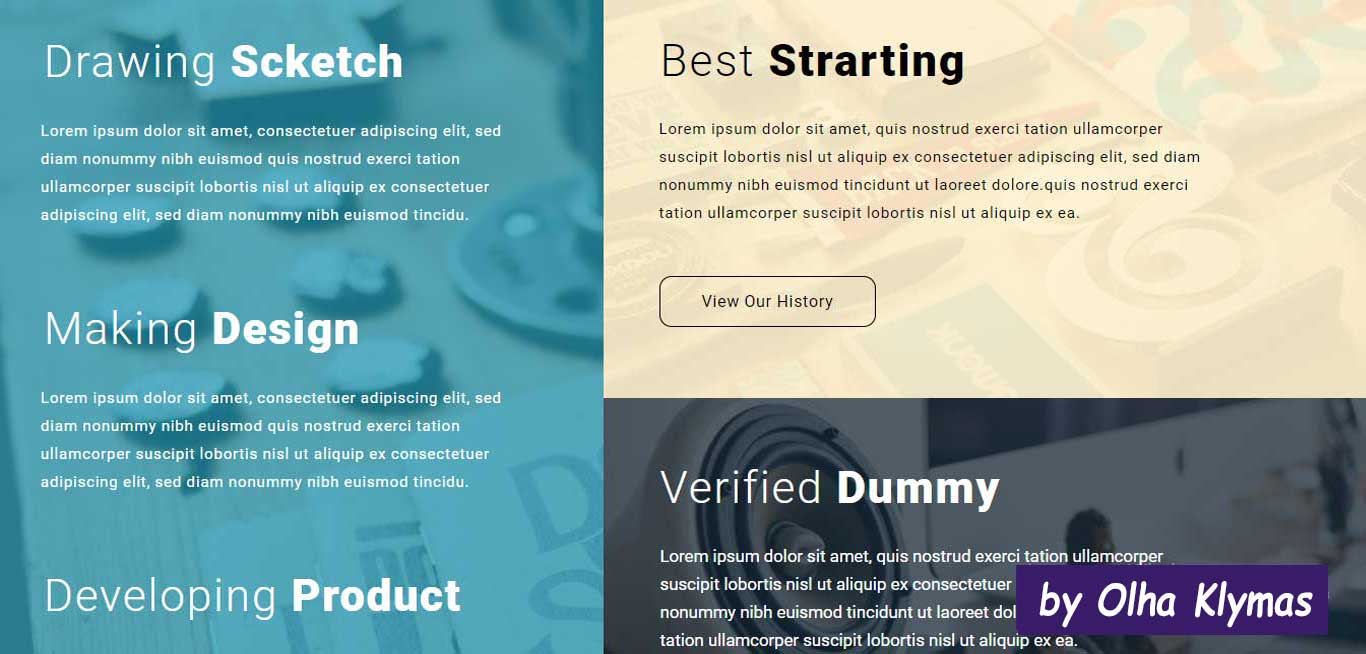 Drawing Scketch
Lorem ipsum dolor sit amet, consectetuer adipiscing elit, sed
diam nonummy nibh euismod quis nostrud exerci tation
ullamcorper suscipit lobortis nisl ut aliquip ex consectetuer
adipiscing elit, sed diam nonummy nibh euismod tincidu.
Making Design
Lorem ipsum dolor sit amet, consectetuer adipiscing elit, sed
diam nonummy nibh euismod quis nostrud exerci tation
ullamcorper suscipit lobortis nisl ut aliquip ex consectetuer
adipiscing elit, sed diam nonummy nibh euismod tincidu.
Developing Product
Best Strarting
Lorem ipsum dolor sit amet, quis nostrud exerci tation ullamcorper
suscipit lobortis nisl ut aliquip ex consectetuer adipiscing elit, sed diam
nonummy nibh euismod tincidunt ut laoreet dolore.quis nostrud exerci
tation ullamcorper suscipit lobortis nisl ut aliquip ex ea.
View Our History
Verified Dummy
Lorem ipsum dolor sit amet, quis nostrud exerci tation ullamcorper
suscipit lobortis nisl ut aliquip ex consectetuer
nonummy nibh euismod tincidunt ut laoreet dol
tation ullamcorper suscipit lobortis nisl ut aliquip ex ea.
by Olha Klymas